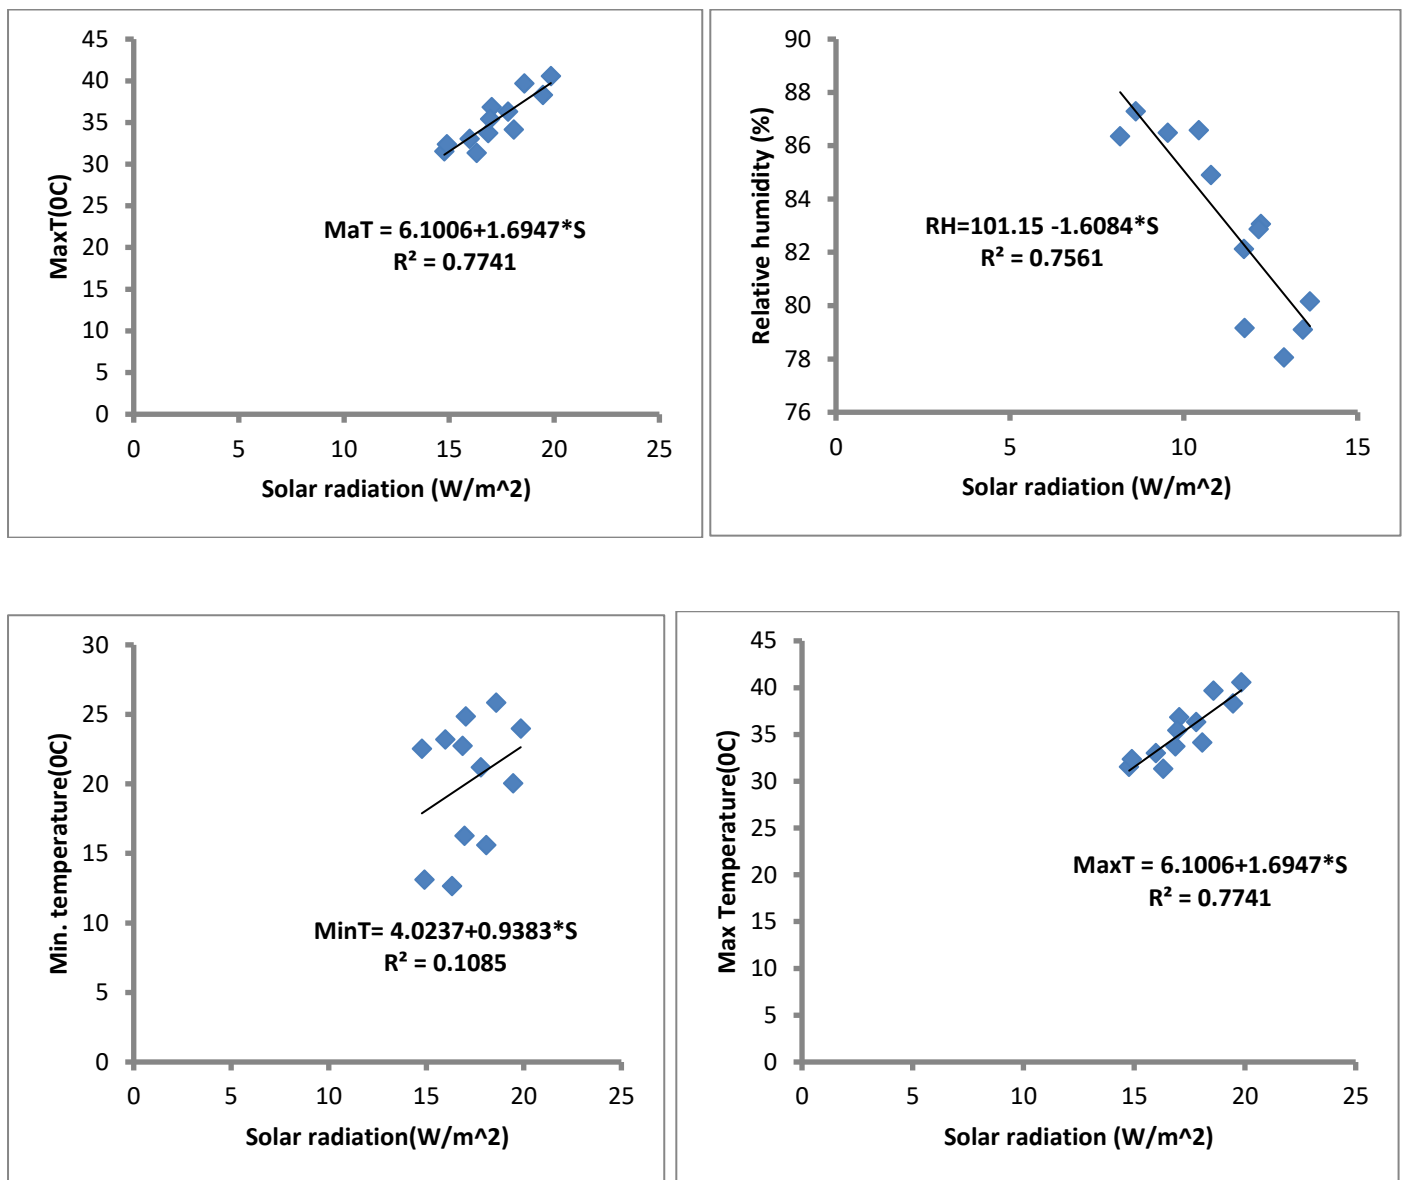 45
40
35
30
25
20
15
10
5
0
MaxT(0C)
MaT = 6.1006+1.6947*S
R² = 0.7741
0 5 10 15 20 25
Solar radiation (W/m^2)
90
88
86
84
82
80
78
76
Relative humidity (%)
RH=101.15 -1.6084*S
R² = 0.7561
0 5 10 15
Solar radiation (W/m^2)
30
25
20
15
10
5
0
Min. temperature(0C)
MinT= 4.0237+0.9383*S
R² = 0.1085
0 5 10 15 20 25
Solar radiation(W/m^2)
45
40
35
30
25
20
15
10
5
0
Max Temperature(0C)
MaxT = 6.1006+1.6947*S
R² = 0.7741
0 5 10 15 20 25
Solar radiation (W/m^2)